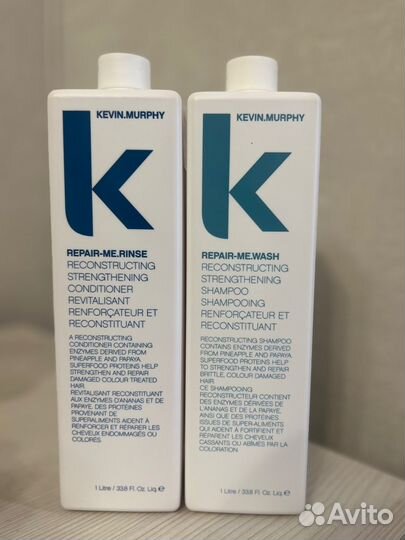 KEVIN.MURPHY
REPAIR-ME.RINSE
RECONSTRUCTING
STRENGTHENING
CONDITIONER
REVITALISANT
RENFORÇATEUR ET
RECONSTITUANT
A RECONSTRUCTING
CONDITIONER CONTAINING
ENZYMES DERIVED FROM
PINEAPPLE AND PAPAYA.
SUPERFOOD PROTEINS HELP
STRENGTHEN AND REPAIR
DAMAGED COLOUR TREATED
HAIR.
REVITALISANT RECONSTITUANT
AUX ENZYMES D'ANANAS ET DE
PAPAYE. DES PROTÉINES
PROVENANT DE
SUPERALIMENTS AIDENT À
RENFORCER ET RÉPARER LES
CHEVEUX ENDOMMAGÉS OU
COLORÉS.
1 Litre / 33.8 Fl. Oz. Liq. e
KEVIN.MURPHY
REPAIR-ME.WASH
RECONSTRUCTING
STRENGTHENING
SHAMPOO
SHAMPOOING
RENFORÇATEUR ET
RECONSTITUANT
RECONSTRUCTING SHAMPOO
CONTAINS ENZYMES DERIVED
FROM PINEAPPLE AND PAPAYA.
SUPERFOOD PROTEINS HELP
TO STRENGTHEN AND REPAIR
BRITTLE, COLOUR DAMAGED
HAIR
CE SHAMPOOING
RECONSTRUCTEUR CONTIENT
DES ENZYMES DÉRIVÉES DE
L'ANANAS ET DE LA PAPAYE,
AINSI QUE DES PROTÉINES
ISSUES DE SUPER-ALIMENTS
QUI AIDENT À FORTIFIER ET
RÉPARENT LES CHEVEUX
CASSANTS OU ABÎMÉS PAR LA
COLORATION.
1 Litre / 33.8 Fl. Oz. Liq. e
Avito